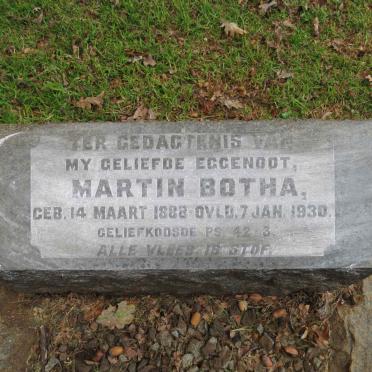 TER GEDAGTENIS VAN
MY GELIEFDE EGGENOOT,
MARTIN BOTHA,
GEB. 14 MAART 1888 - OVLD. 7 JAN. 1930.
GELIEFKOOSDE PS. 42. 3.
ALLE VLEES IS STOF